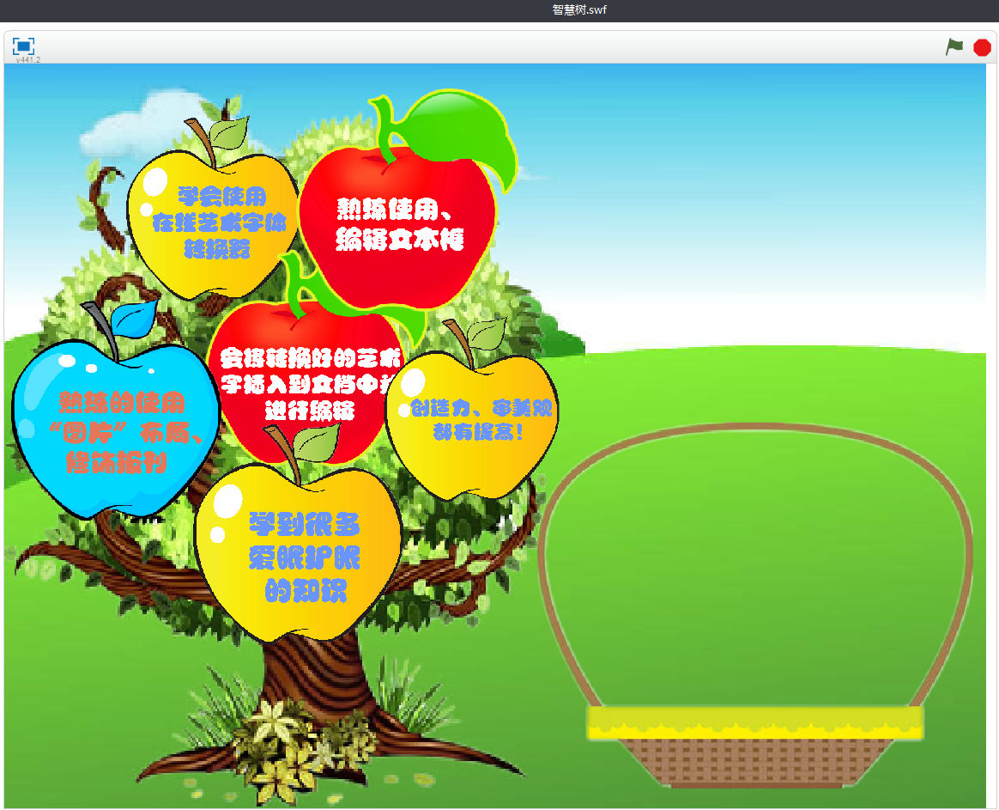 智慧树.swf
v441.2
学会使用
在线艺术字体
转换器
熟练使用、
编辑文本框
会将转换好的艺术
字插入到文档中并
进行编辑
熟练的使用
“图片”布局、
修饰报刊
创造力、审美观
都有提高！
学到很多
爱眼护眼
的知识